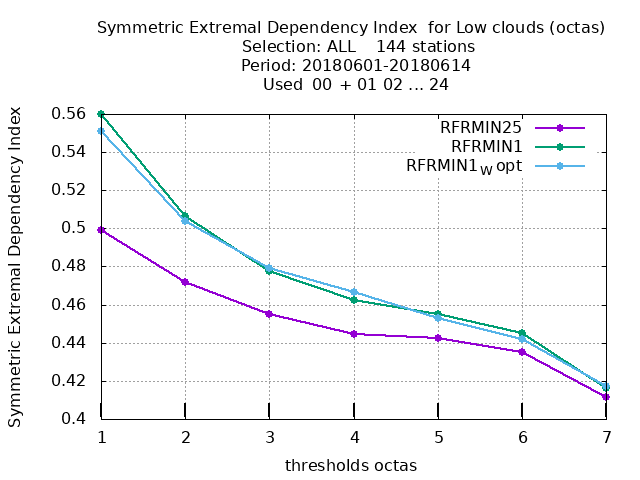 Symmetric Extremal Dependency Index  for Low clouds (octas)
Selection: ALL    144 stations
Period: 20180601-20180614
Used  00 + 01 02 ... 24
Symmetric Extremal Dependency Index
0.56
0.54
0.52
0.5
0.48
0.46
0.44
0.42
0.4
RFRMIN25
RFRMIN1
RFRMIN1W opt
1 2 3 4 5 6 7
thresholds octas